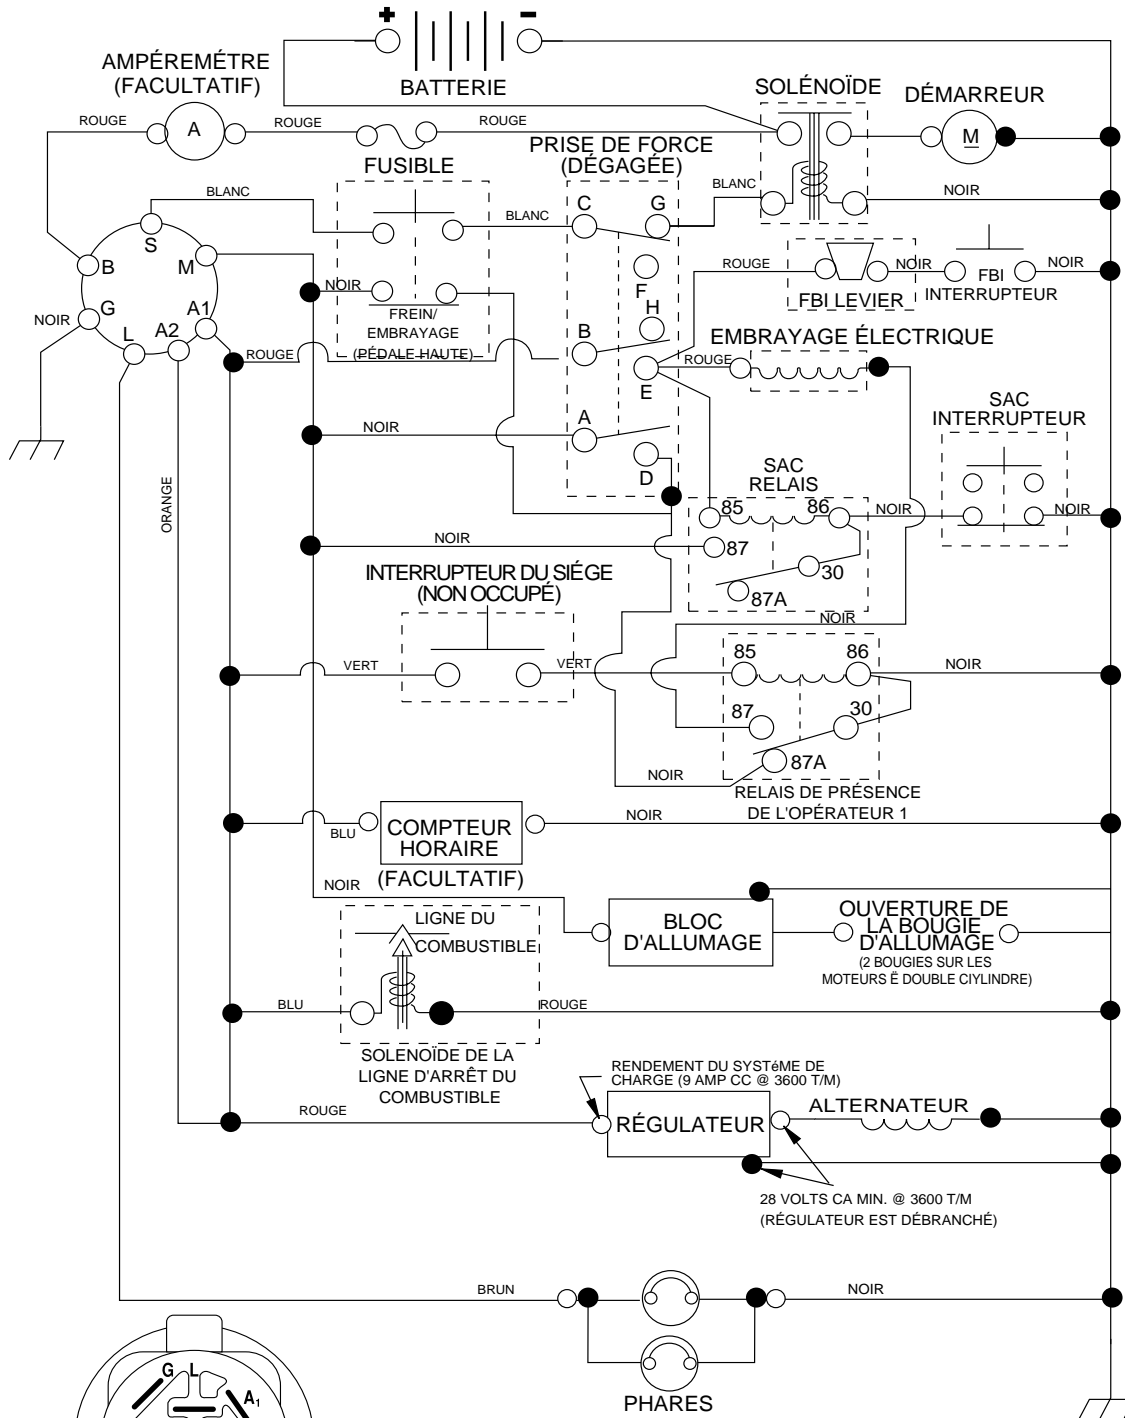 + −
BATTERIE
AMPÉREMÉTRE
(FACULTATIF)
ROUGE
A
ROUGE
ROUGE
FUSIBLE
SOLÉNOÏDE
DÉMARREUR
M
PRISE DE FORCE
(DÉGAGÉE)
BLANC
BLANC
BLANC
NOIR
C
G
S
B
M
G
A1
L
A2
NOIR
NOIR
FREIN/
EMBRAYAGE
(PÉDALE HAUTE)
F
H
B
E
A
D
ROUGE
NOIR
FBI
NOIR
FBI LEVIER
INTERRUPTEUR
EMBRAYAGE ÉLECTRIQUE
ROUGE
ROUGE
NOIR
SAC
INTERRUPTEUR
ORANGE
SAC
RELAIS
85
86
NOIR
NOIR
NOIR
87
30
87A
NOIR
INTERRUPTEUR DU SIÉGE
(NON OCCUPÉ)
VERT
VERT
85
86
NOIR
87
30
87A
NOIR
RELAIS DE PRÉSENCE
DE L'OPÉRATEUR 1
BLU
COMPTEUR
HORAIRE
(FACULTATIF)
NOIR
NOIR
LIGNE DU
COMBUSTIBLE
BLOC
D'ALLUMAGE
OUVERTURE DE
LA BOUGIE
D'ALLUMAGE
(2 BOUGIES SUR LES
MOTEURS Ë DOUBLE CIYLINDRE)
BLU
ROUGE
SOLENOÏDE DE LA
LIGNE D'ARRÊT DU
COMBUSTIBLE
RENDEMENT DU SYSTéME DE
CHARGE (9 AMP CC @ 3600 T/M)
ROUGE
RÉGULATEUR
ALTERNATEUR
28 VOLTS CA MIN. @ 3600 T/M
(RÉGULATEUR EST DÉBRANCHÉ)
BRUN
NOIR
PHARES
G L
A1